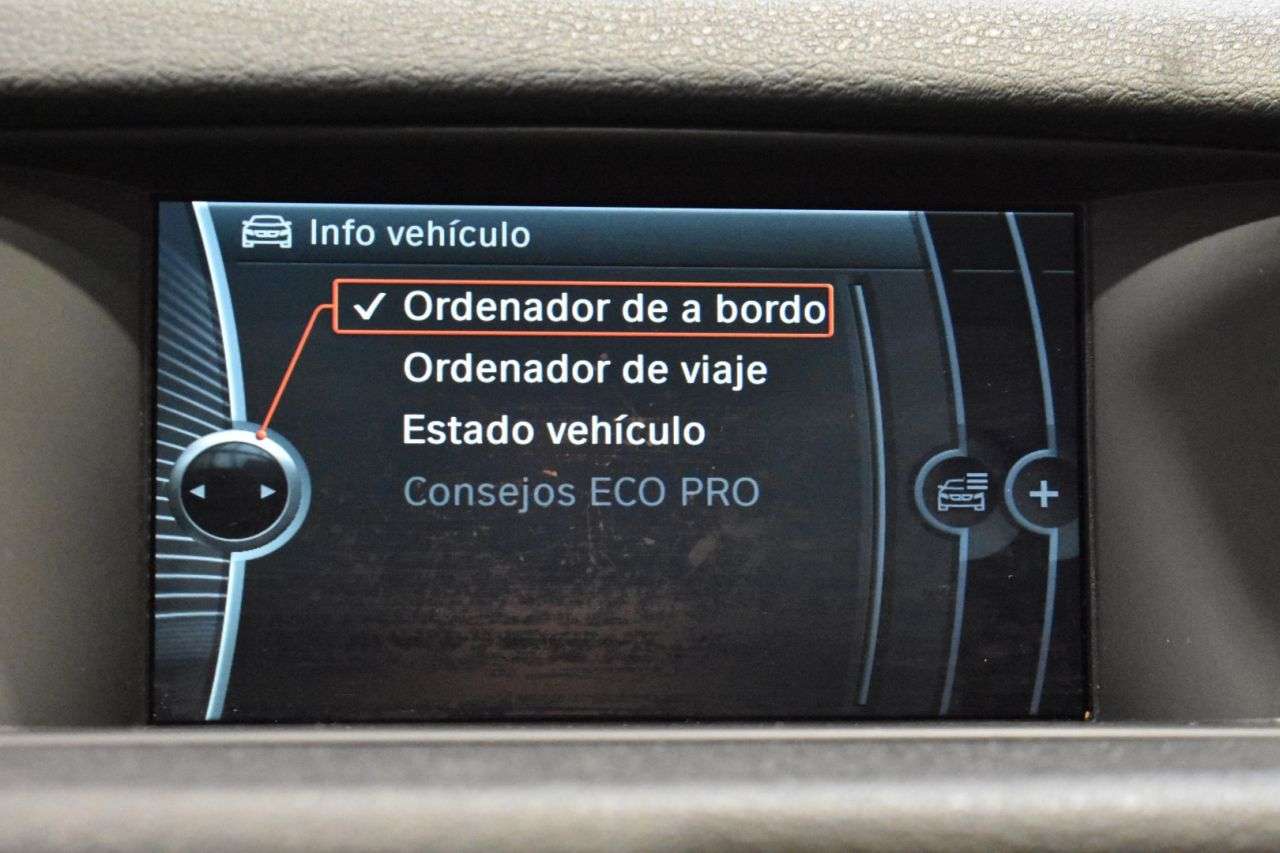 Info vehículo
✓ Ordenador de a bordo
Ordenador de viaje
Estado vehículo
Consejos ECO PRO